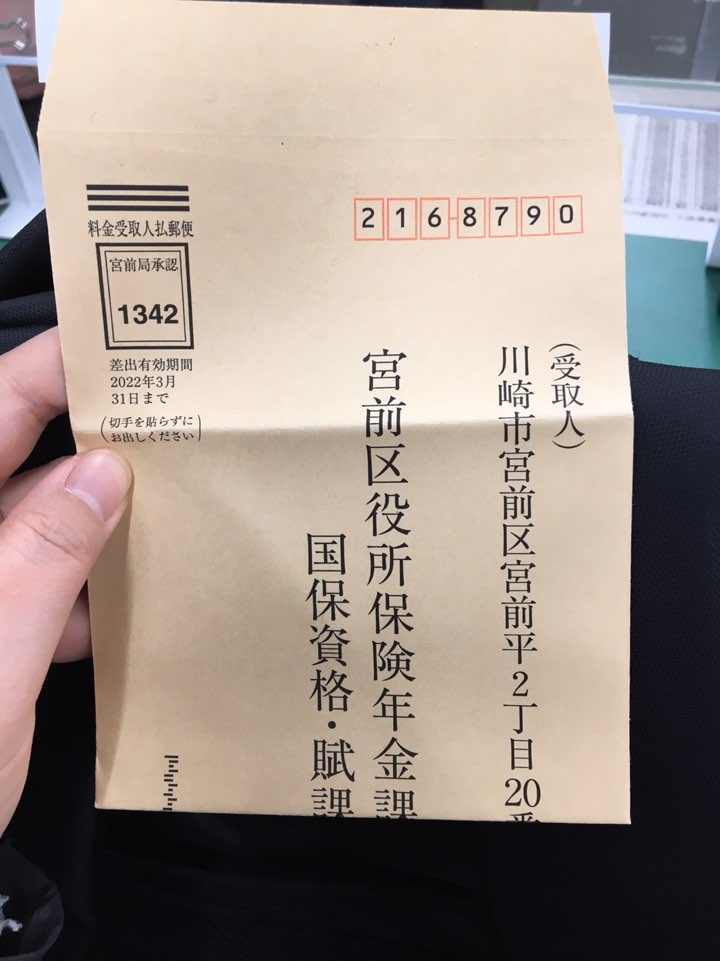 2168790
料金受取人払郵便
宮前局承認
1342
差出有効期間
2022年3月
31日まで
(切手を貼らずに
お出しください)
(受取人)
川崎市宮前区宮前平2丁目20番
宮前区役所保険年金課
国保資格・賦課